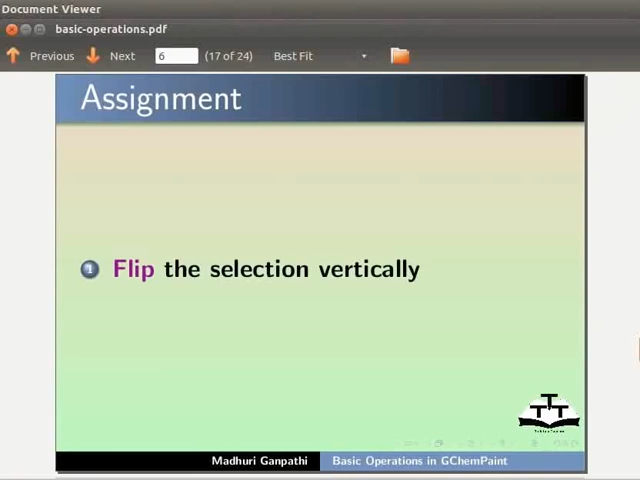 Document Viewer
basic-operations.pdf
Previous Next 6 (17 of 24) Best Fit
Assignment
1 Flip the selection vertically
Madhuri Ganpathi Basic Operations in GChemPaint